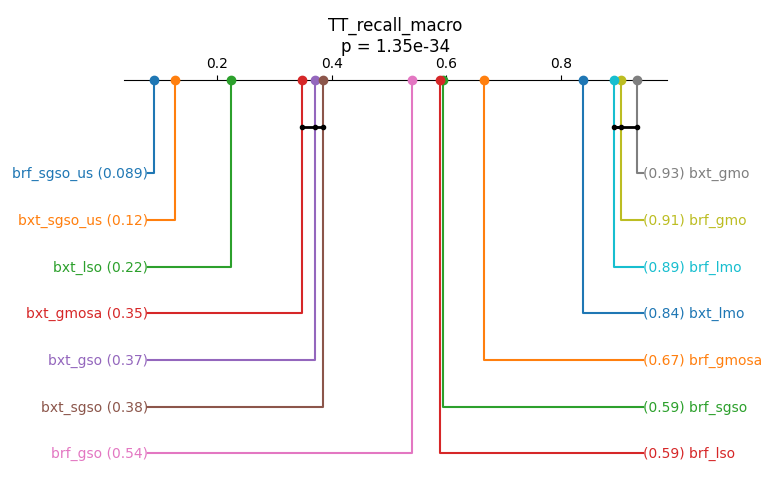 TT_recall_macro
p = 1.35e-34
0.2 0.4 0.6 0.8
brf_sgso_us (0.089) (0.93) bxt_gmo
bxt_sgso_us (0.12) (0.91) brf_gmo
bxt_lso (0.22) (0.89) brf_lmo
bxt_gmosa (0.35) (0.84) bxt_lmo
bxt_gso (0.37) (0.67) brf_gmosa
bxt_sgso (0.38) (0.59) brf_sgso
brf_gso (0.54) (0.59) brf_lso